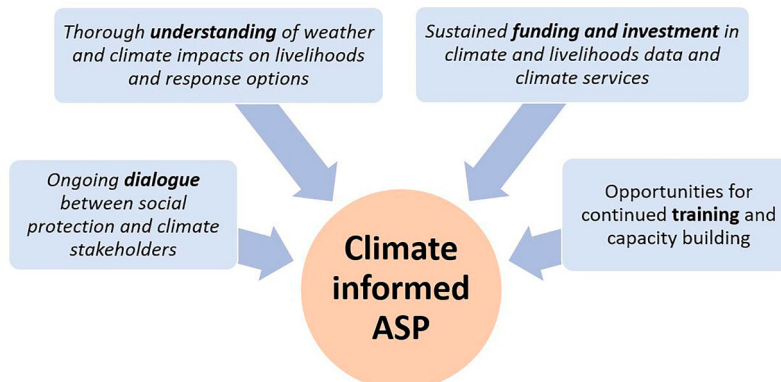 Thorough understanding of weather
and climate impacts on livelihoods
and response options
Sustained funding and investment in
climate and livelihoods data and
climate services
Ongoing dialogue
between social
protection and climate
stakeholders
Opportunities for
continued training and
capacity building
Climate
informed
ASP